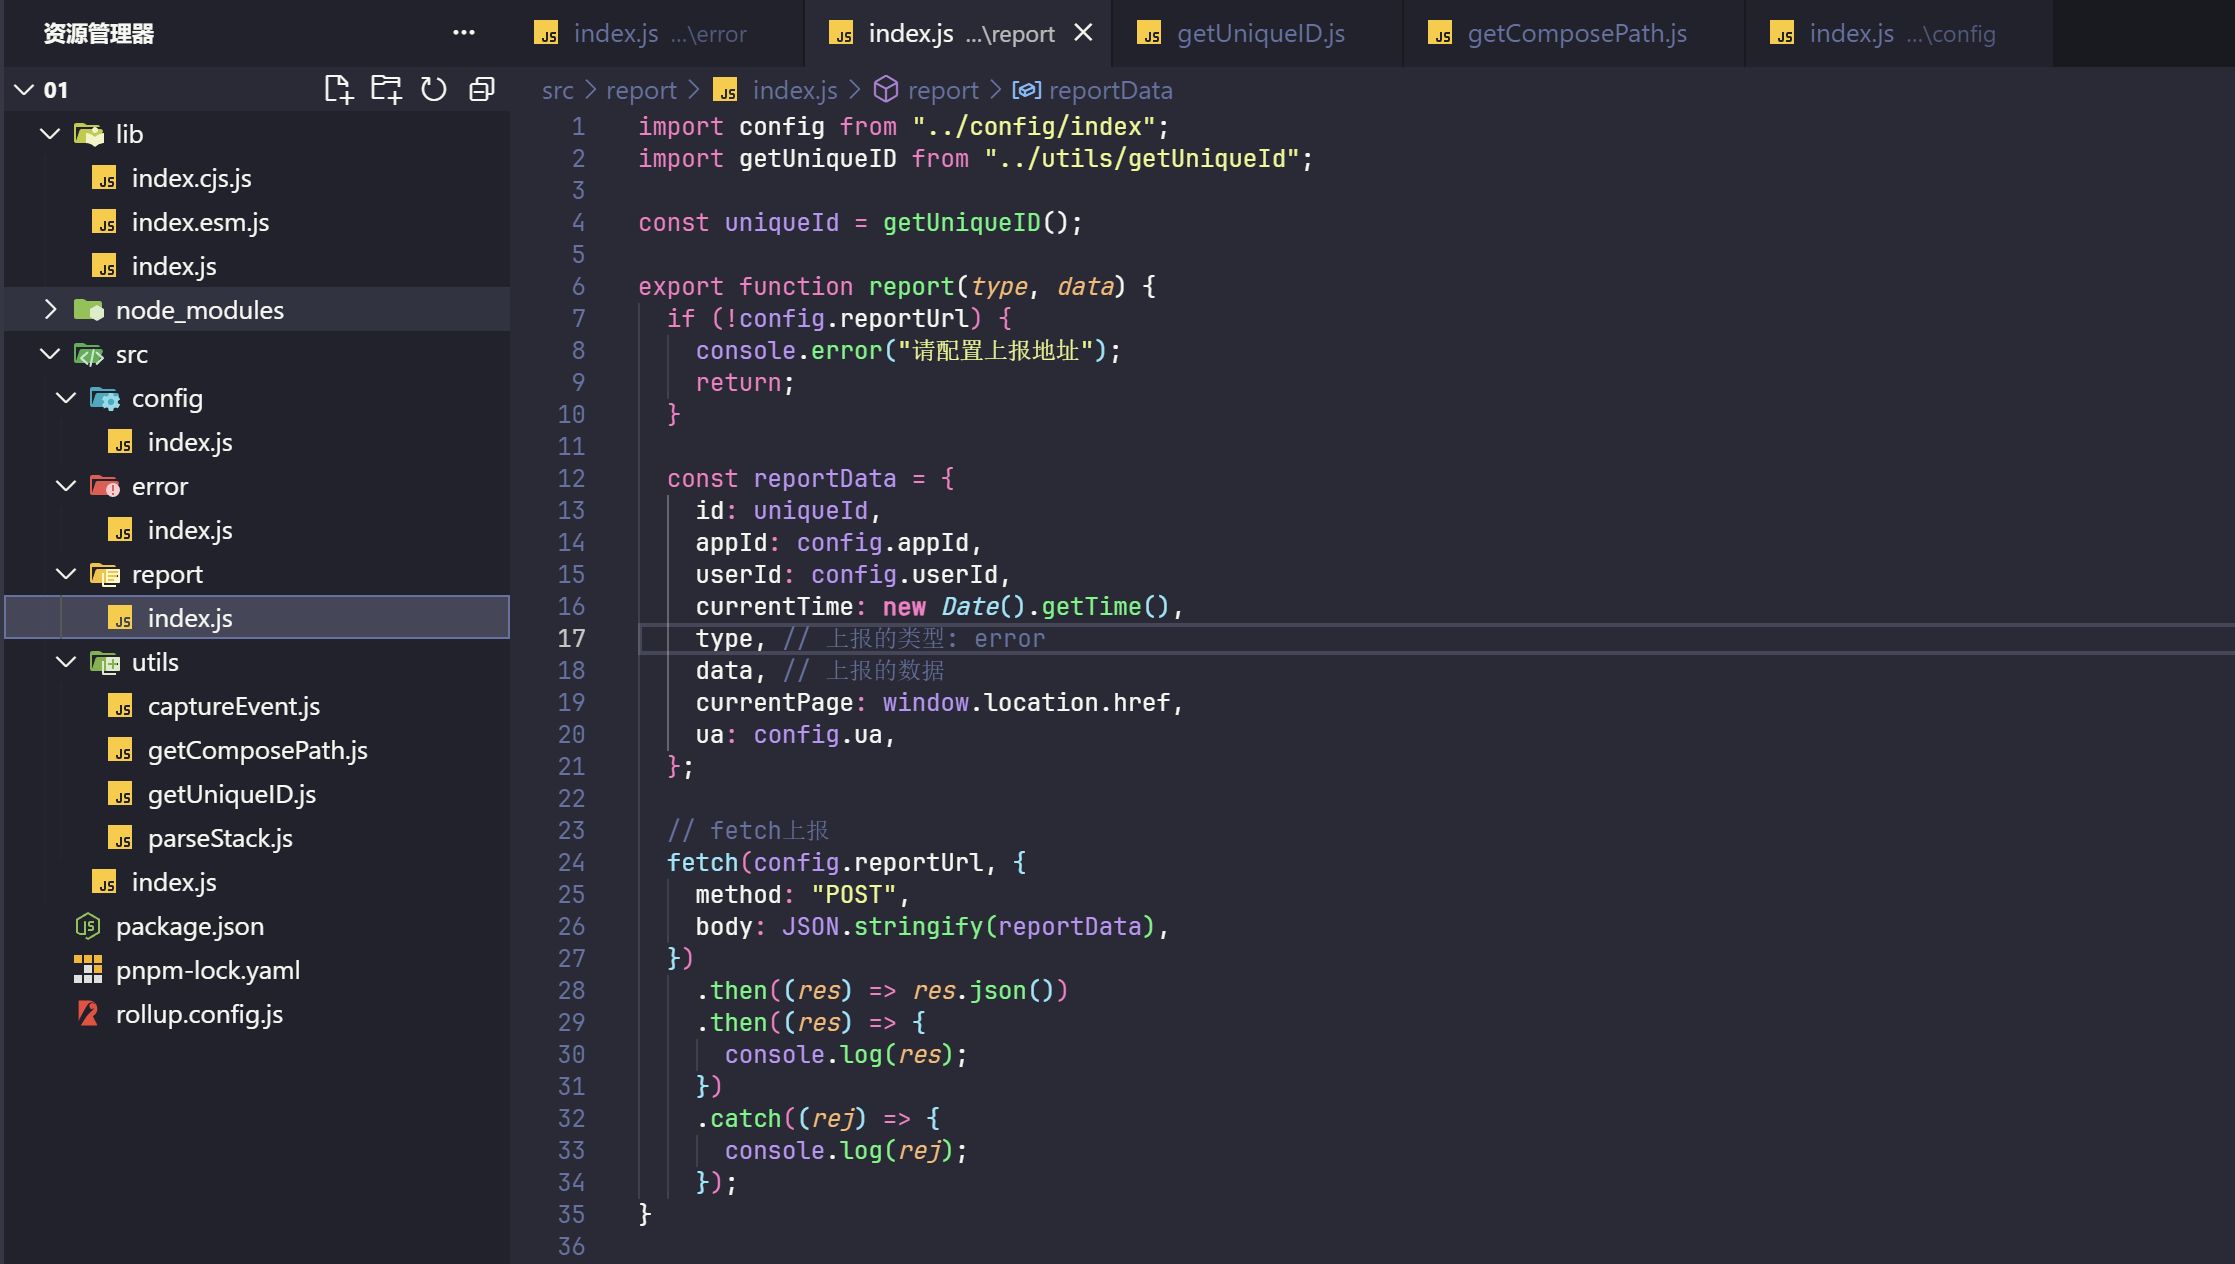 资源管理器 ···
01
lib
index.cjs.js
index.esm.js
index.js
node_modules
src
config
index.js
error
index.js
report
index.js
utils
captureEvent.js
getComposePath.js
getUniqueID.js
parseStack.js
index.js
package.json
pnpm-lock.yaml
rollup.config.js
index.js ...\error index.js ...\report getUniqueID.js getComposePath.js index.js ...\config
src > report > index.js > report > reportData
1 import config from "../config/index";
2 import getUniqueID from "../utils/getUniqueId";
3
4 const uniqueId = getUniqueID();
5
6 export function report(type, data) {
7 if (!config.reportUrl) {
8 console.error("请配置上报地址");
9 return;
10 }
11
12 const reportData = {
13 id: uniqueId,
14 appId: config.appId,
15 userId: config.userId,
16 currentTime: new Date().getTime(),
17 type, // 上报的类型: error
18 data, // 上报的数据
19 currentPage: window.location.href,
20 ua: config.ua,
21 };
22
23 // fetch上报
24 fetch(config.reportUrl, {
25 method: "POST",
26 body: JSON.stringify(reportData),
27 })
28 .then((res) => res.json())
29 .then((res) => {
30 console.log(res);
31 })
32 .catch((rej) => {
33 console.log(rej);
34 });
35 }
36